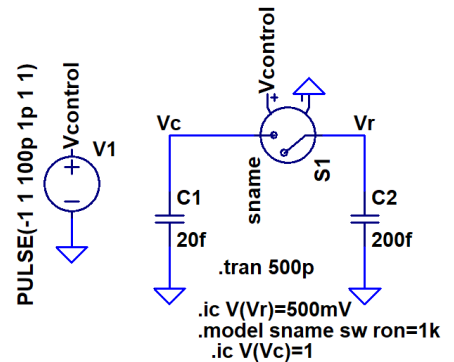 PULSE(-1 1 100p 1p 1 1)
Vcontrol
V1
+
−
Vcontrol
+
Vc
Vr
sname
S1
C1
20f
C2
200f
.tran 500p
.ic V(Vr)=500mV
.model sname sw ron=1k
.ic V(Vc)=1